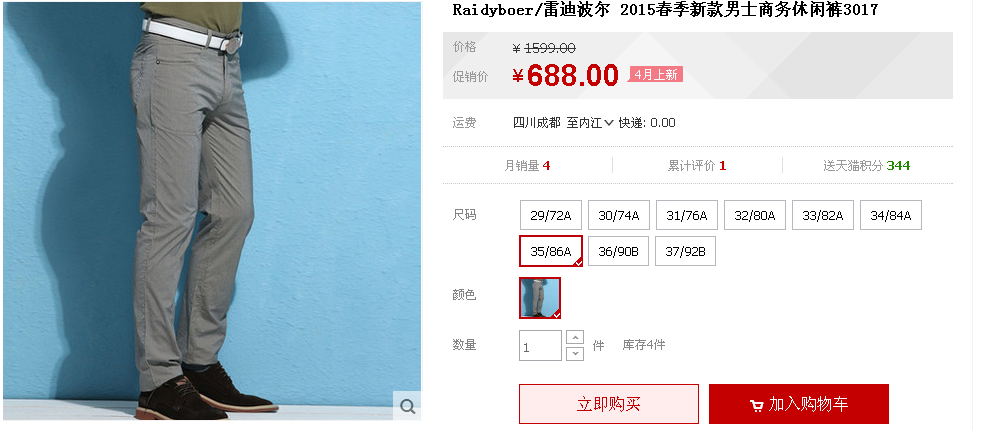 Raidyboer/雷迪波尔 2015春季新款男士商务休闲裤3017
价格 ¥ 1599.00
促销价 ¥688.00 4月上新
运费 四川成都 至内江 快递: 0.00
月销量 4 累计评价 1 送天猫积分 344
尺码 29/72A 30/74A 31/76A 32/80A 33/82A 34/84A
35/86A 36/90B 37/92B
颜色
数量 1 件 库存4件
立即购买 加入购物车